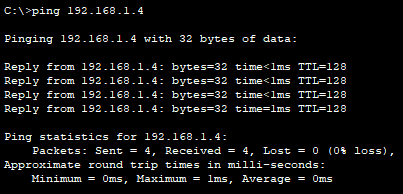 C:\>ping 192.168.1.4
Pinging 192.168.1.4 with 32 bytes of data:
Reply from 192.168.1.4: bytes=32 time<1ms TTL=128
Reply from 192.168.1.4: bytes=32 time<1ms TTL=128
Reply from 192.168.1.4: bytes=32 time<1ms TTL=128
Reply from 192.168.1.4: bytes=32 time=1ms TTL=128
Ping statistics for 192.168.1.4:
    Packets: Sent = 4, Received = 4, Lost = 0 (0% loss),
Approximate round trip times in milli-seconds:
    Minimum = 0ms, Maximum = 1ms, Average = 0ms